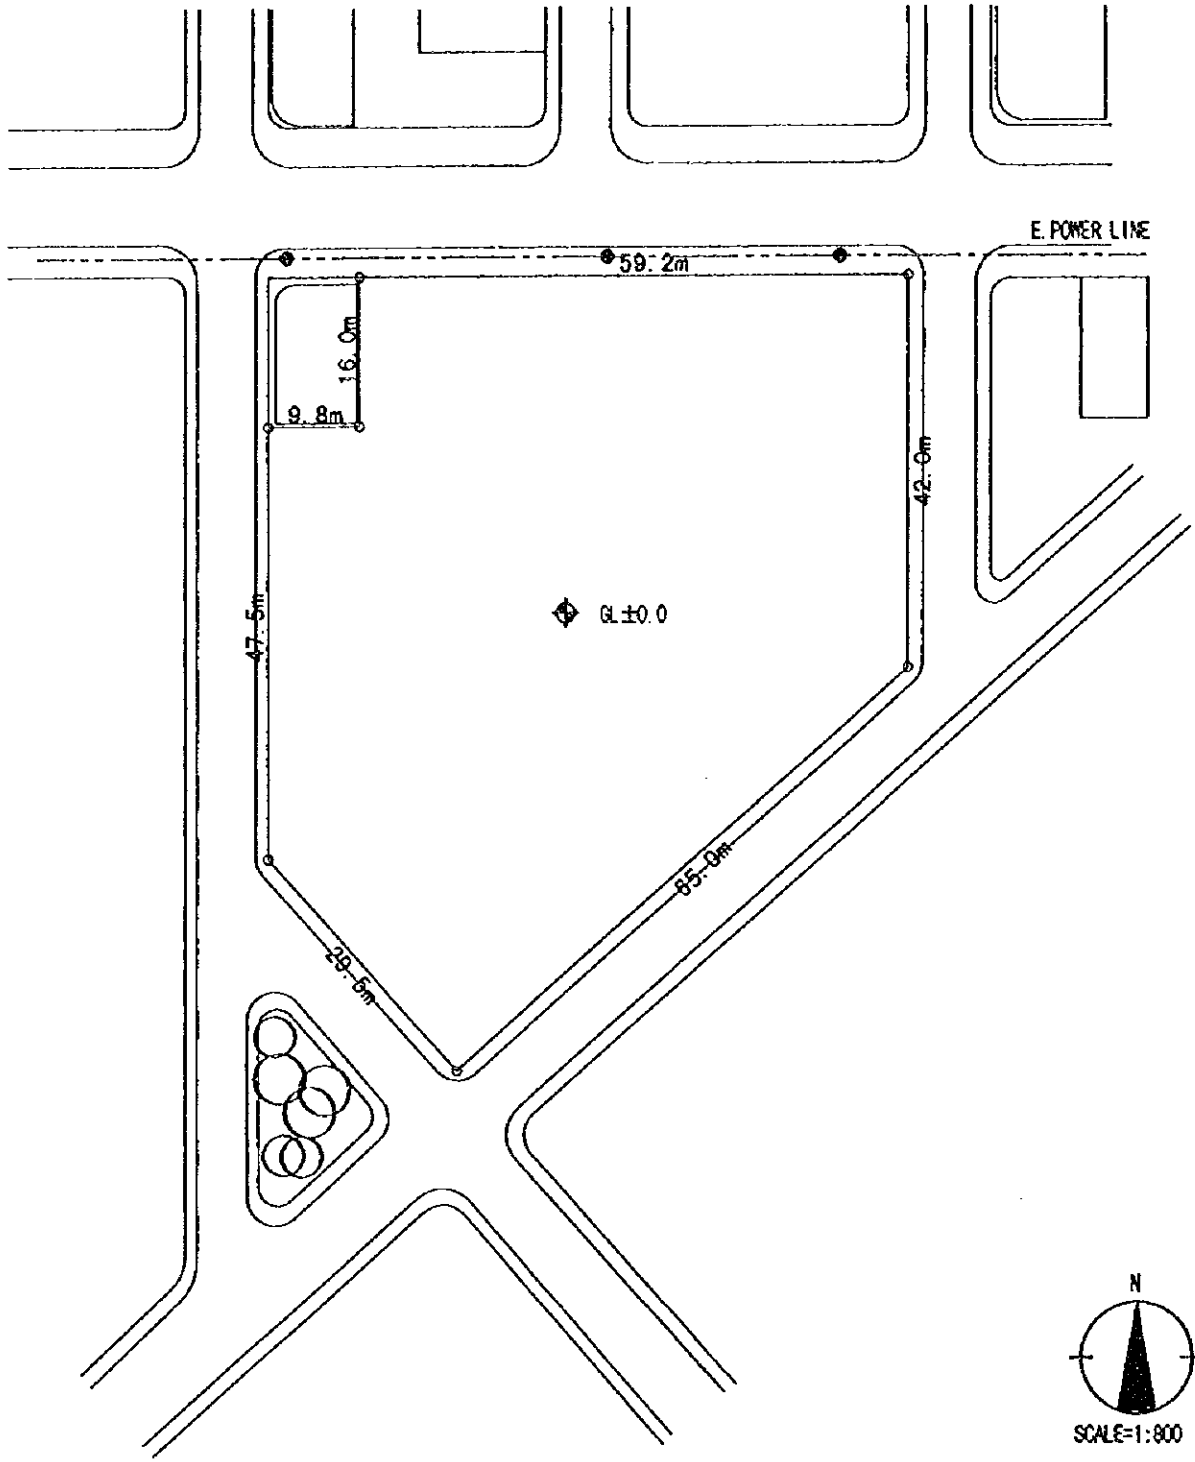 E. POWER LINE
59. 2m
16. 0m
9. 8m
42. 0m
47. 5m
GL±0.0
65. 0m
29. 5m
N
SCALE=1:800